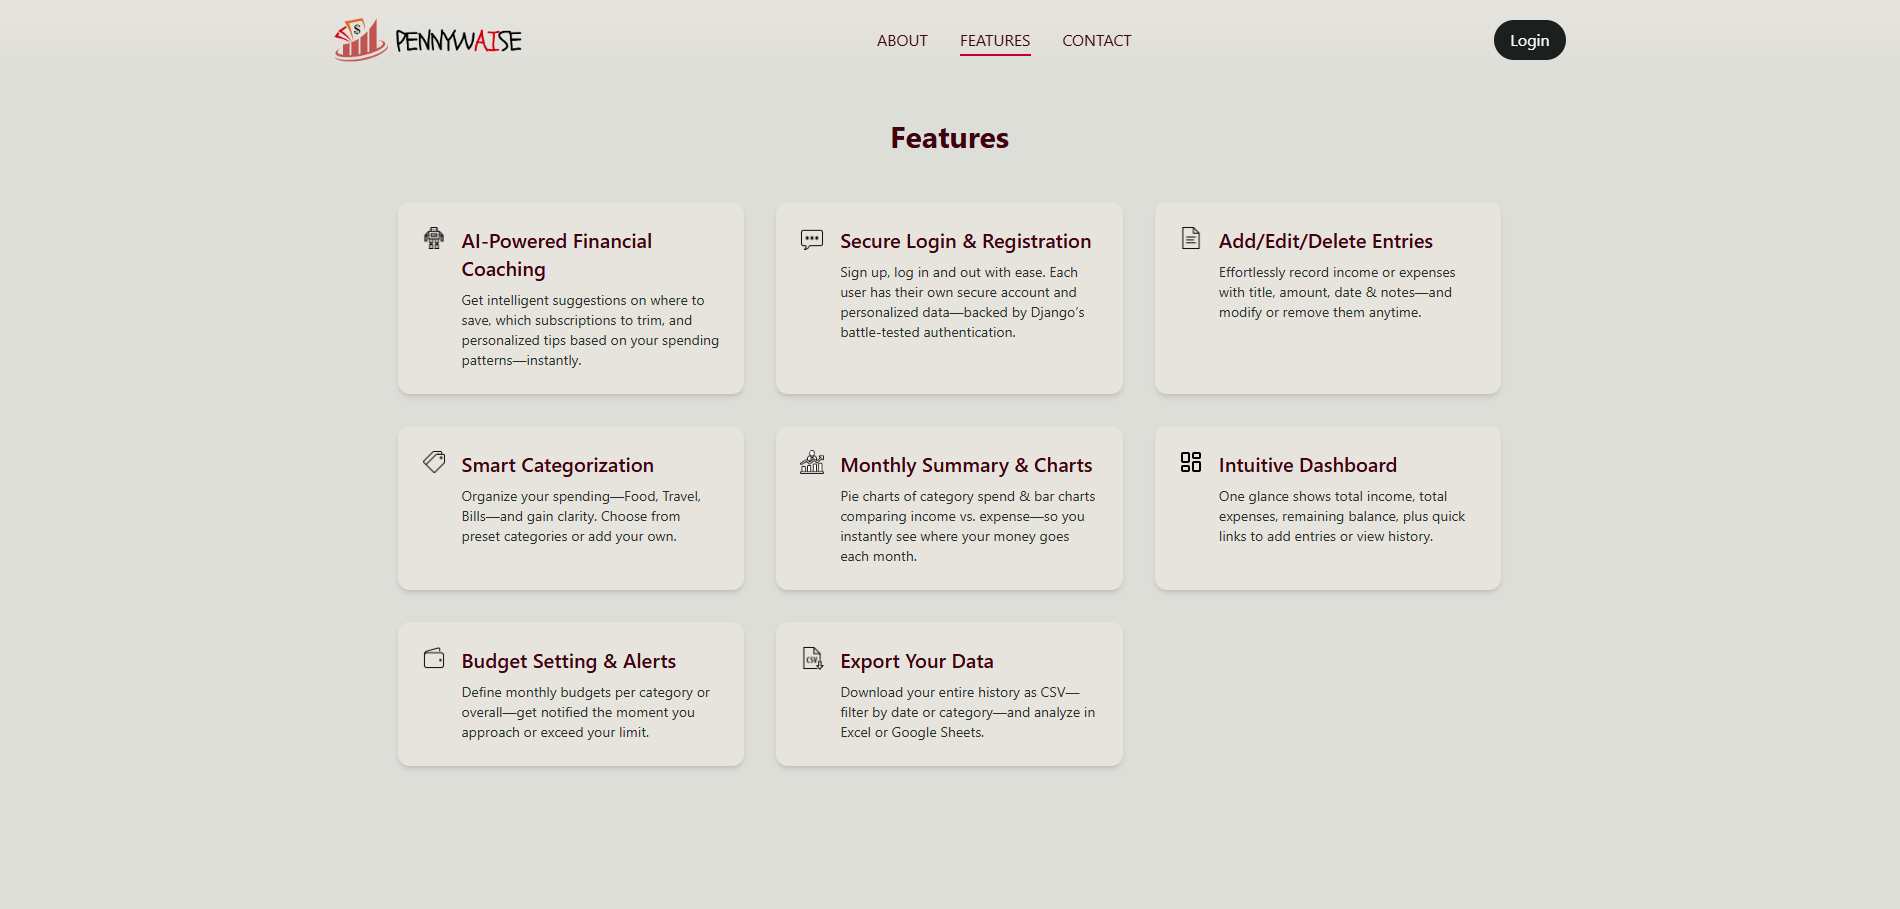 PENNYWAISE
ABOUT
FEATURES
CONTACT
Login
Features
AI-Powered Financial
Coaching
Get intelligent suggestions on where to
save, which subscriptions to trim, and
personalized tips based on your spending
patterns—instantly.
Secure Login & Registration
Sign up, log in and out with ease. Each
user has their own secure account and
personalized data—backed by Django’s
battle-tested authentication.
Add/Edit/Delete Entries
Effortlessly record income or expenses
with title, amount, date & notes—and
modify or remove them anytime.
Smart Categorization
Organize your spending—Food, Travel,
Bills—and gain clarity. Choose from
preset categories or add your own.
Monthly Summary & Charts
Pie charts of category spend & bar charts
comparing income vs. expense—so you
instantly see where your money goes
each month.
Intuitive Dashboard
One glance shows total income, total
expenses, remaining balance, plus quick
links to add entries or view history.
Budget Setting & Alerts
Define monthly budgets per category or
overall—get notified the moment you
approach or exceed your limit.
CSV
Export Your Data
Download your entire history as CSV—
filter by date or category—and analyze in
Excel or Google Sheets.